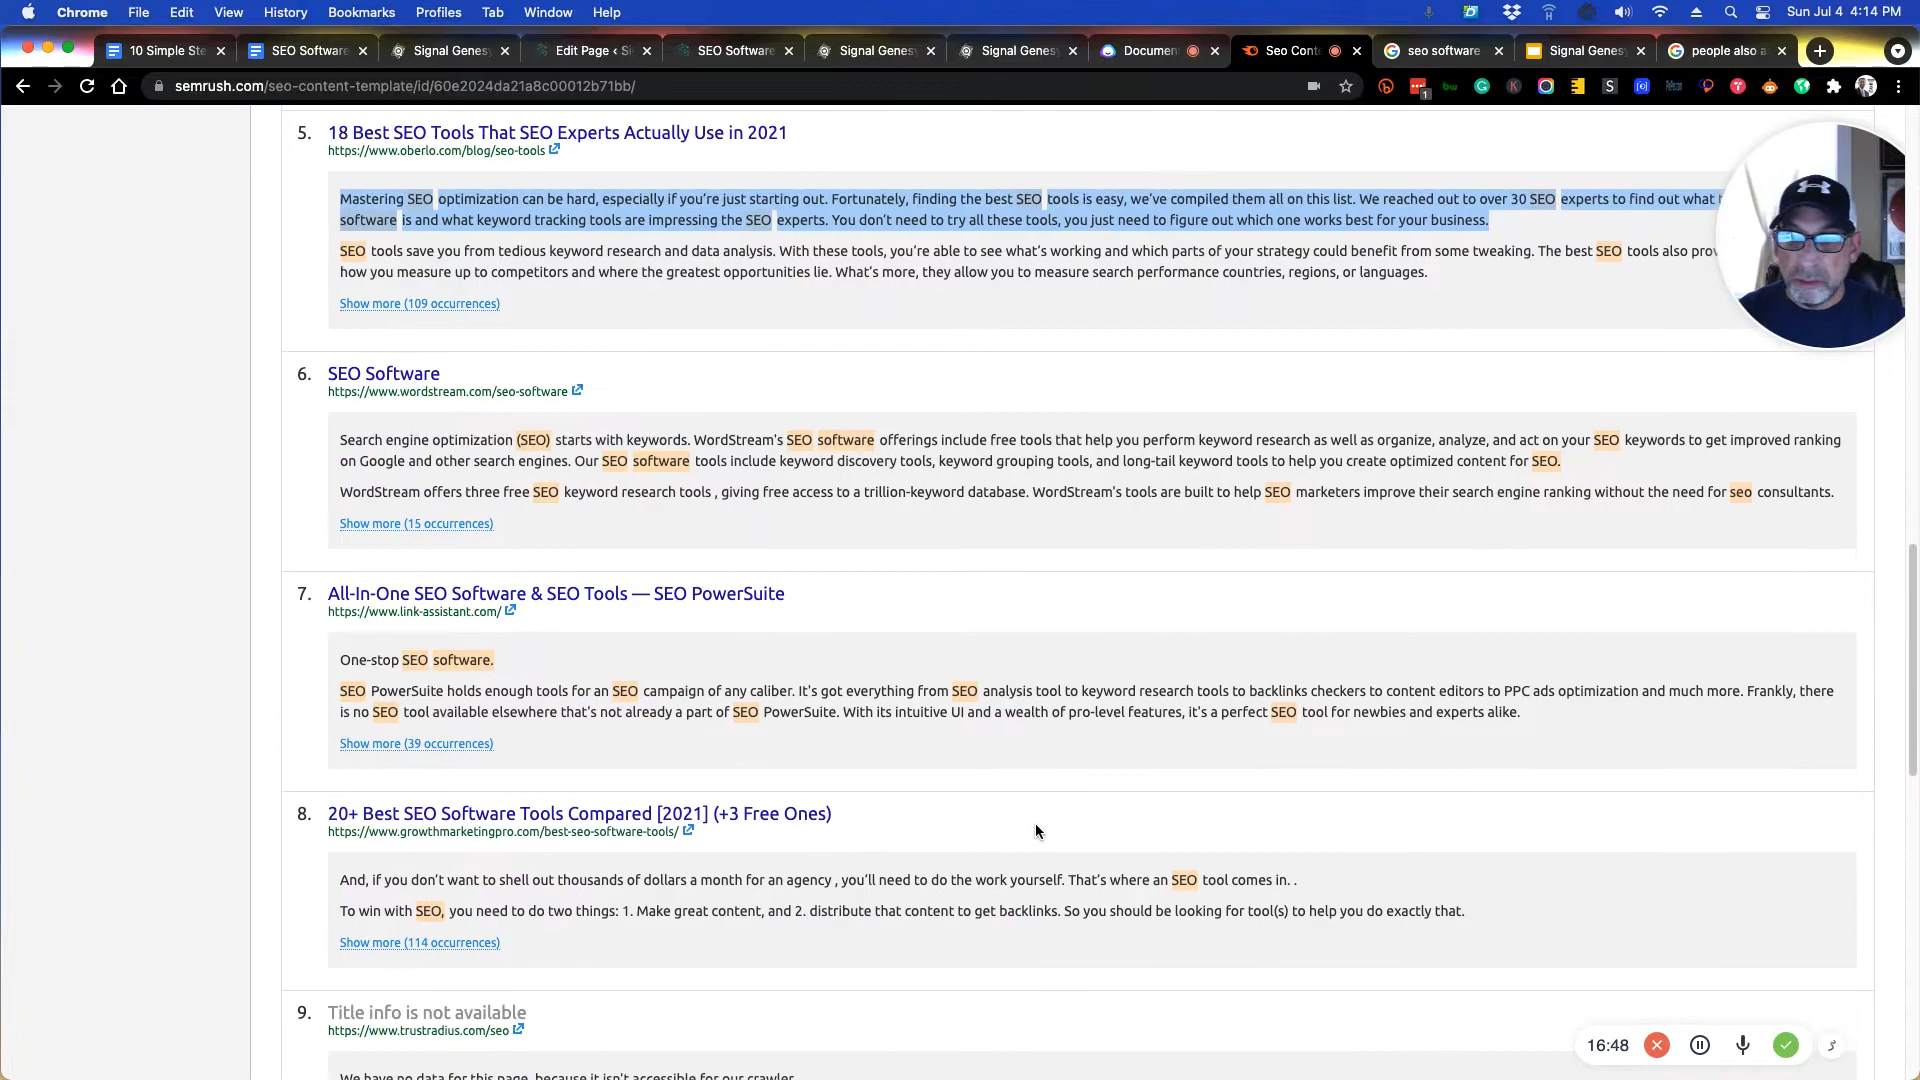 Chrome File Edit View History Bookmarks Profiles Tab Window Help Sun Jul 4 4:14 PM
10 Simple Ste SEO Software Signal Genes Edit Page ‹ Si SEO Software Signal Genes Signal Genes Documen Seo Cont seo software Signal Genes people also a
semrush.com/seo-content-template/id/60e2024da21a8c00012b71bb/
5. 18 Best SEO Tools That SEO Experts Actually Use in 2021
https://www.oberlo.com/blog/seo-tools
Mastering SEO optimization can be hard, especially if you’re just starting out. Fortunately, finding the best SEO tools is easy, we’ve compiled them all on this list. We reached out to over 30 SEO experts to find out what
software is and what keyword tracking tools are impressing the SEO experts. You don’t need to try all these tools, you just need to figure out which one works best for your business.
SEO tools save you from tedious keyword research and data analysis. With these tools, you’re able to see what’s working and which parts of your strategy could benefit from some tweaking. The best SEO tools also prov
how you measure up to competitors and where the greatest opportunities lie. What’s more, they allow you to measure search performance countries, regions, or languages.
Show more (109 occurrences)
6. SEO Software
https://www.wordstream.com/seo-software
Search engine optimization (SEO) starts with keywords. WordStream's SEO software offerings include free tools that help you perform keyword research as well as organize, analyze, and act on your SEO keywords to get improved ranking
on Google and other search engines. Our SEO software tools include keyword discovery tools, keyword grouping tools, and long-tail keyword tools to help you create optimized content for SEO.
WordStream offers three free SEO keyword research tools , giving free access to a trillion-keyword database. WordStream's tools are built to help SEO marketers improve their search engine ranking without the need for seo consultants.
Show more (15 occurrences)
7. All-In-One SEO Software & SEO Tools — SEO PowerSuite
https://www.link-assistant.com/
One-stop SEO software.
SEO PowerSuite holds enough tools for an SEO campaign of any caliber. It's got everything from SEO analysis tool to keyword research tools to backlinks checkers to content editors to PPC ads optimization and much more. Frankly, there
is no SEO tool available elsewhere that's not already a part of SEO PowerSuite. With its intuitive UI and a wealth of pro-level features, it's a perfect SEO tool for newbies and experts alike.
Show more (39 occurrences)
8. 20+ Best SEO Software Tools Compared [2021] (+3 Free Ones)
https://www.growthmarketingpro.com/best-seo-software-tools/
And, if you don’t want to shell out thousands of dollars a month for an agency , you’ll need to do the work yourself. That’s where an SEO tool comes in. .
To win with SEO, you need to do two things: 1. Make great content, and 2. distribute that content to get backlinks. So you should be looking for tool(s) to help you do exactly that.
Show more (114 occurrences)
9. Title info is not available
https://www.trustradius.com/seo
We have no data for this page, because it isn't accessible for our crawler.
16:48